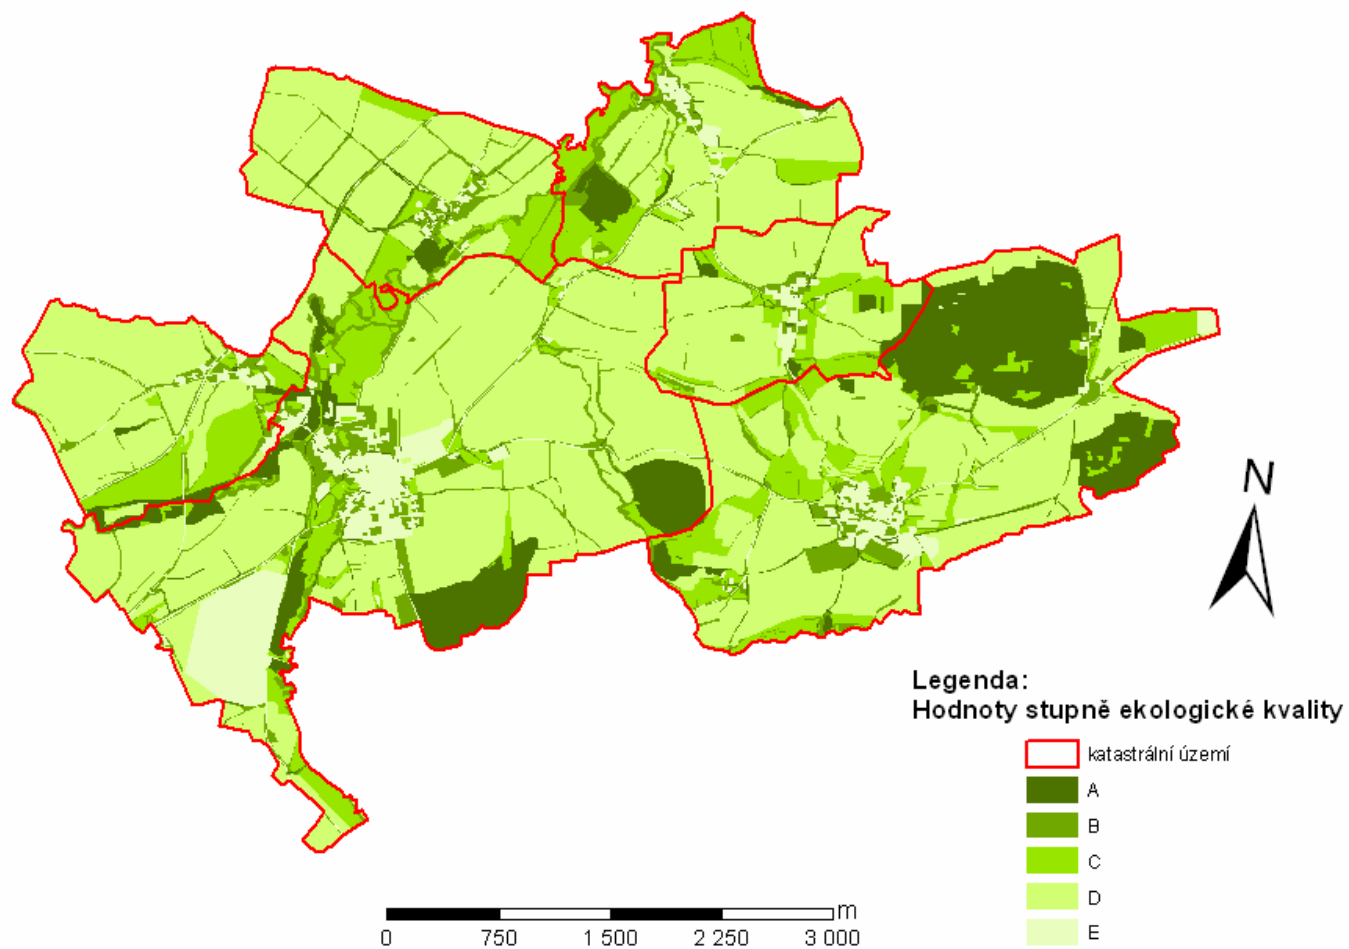 N
Legenda:
Hodnoty stupně ekologické kvality
katastrální území
A
B
C
D
E
m
0 750 1 500 2 250 3 000